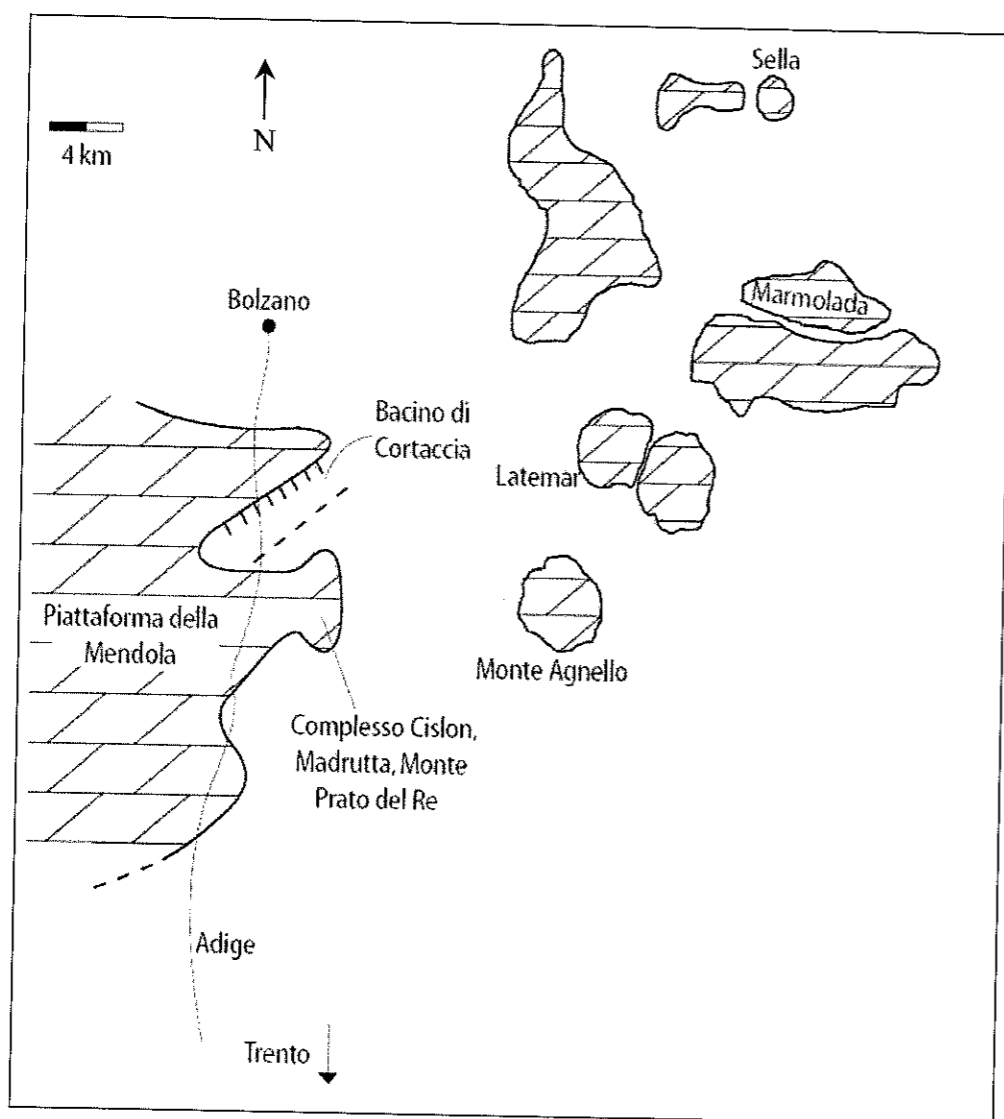 Sella
4 km
N
Marmolada
Bolzano
Bacino di
Cortaccia
Latemar
Piattaforma della
Mendola
Monte Agnello
Complesso Cislon,
Madrutta, Monte
Prato del Re
Adige
Trento